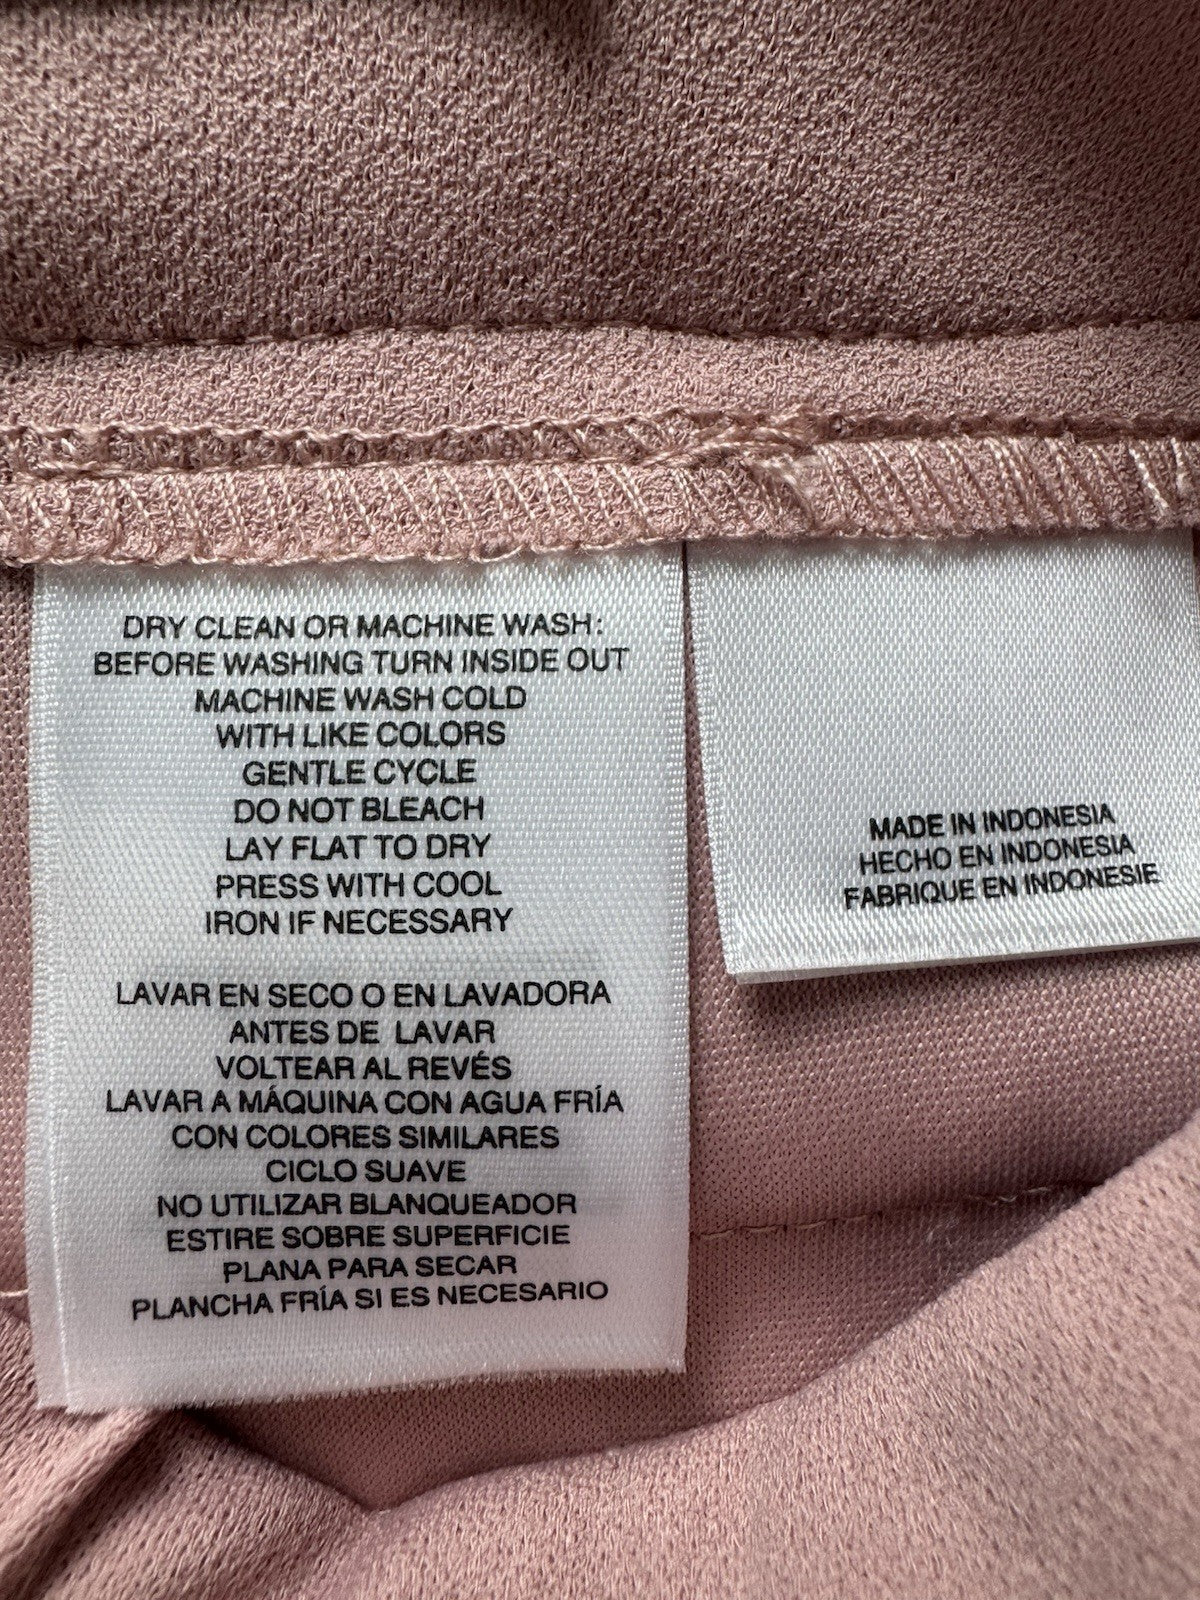 DRY CLEAN OR MACHINE WASH:
BEFORE WASHING TURN INSIDE OUT
MACHINE WASH COLD
WITH LIKE COLORS
GENTLE CYCLE
DO NOT BLEACH
LAY FLAT TO DRY
PRESS WITH COOL
IRON IF NECESSARY
LAVAR EN SECO O EN LAVADORA
ANTES DE LAVAR
VOLTEAR AL REVÉS
LAVAR A MÁQUINA CON AGUA FRÍA
CON COLORES SIMILARES
CICLO SUAVE
NO UTILIZAR BLANQUEADOR
ESTIRE SOBRE SUPERFICIE
PLANA PARA SECAR
PLANCHA FRÍA SI ES NECESARIO
MADE IN INDONESIA
HECHO EN INDONESIA
FABRIQUE EN INDONESIE